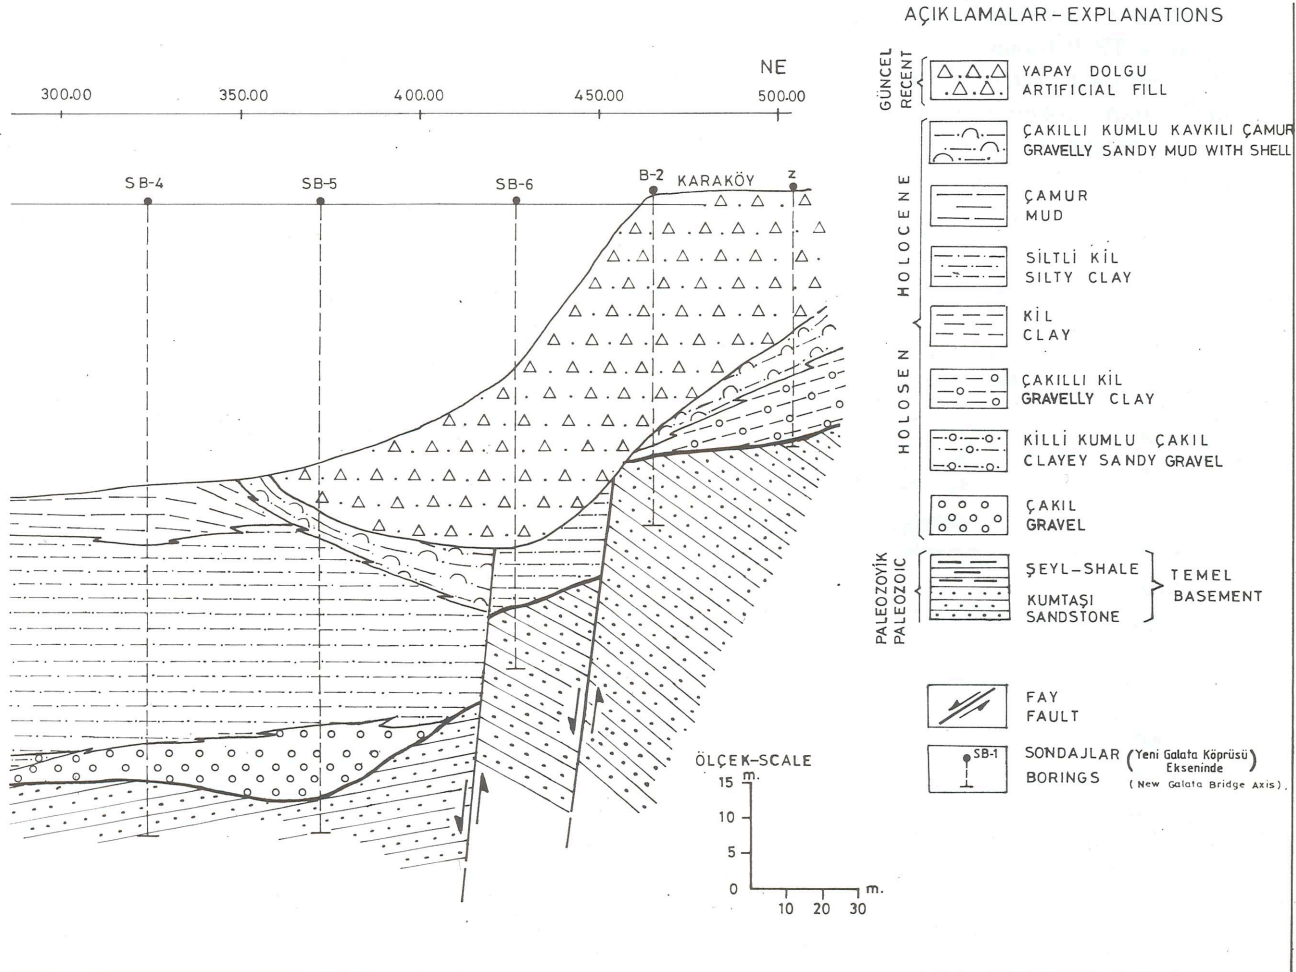 AÇIKLAMALAR – EXPLANATIONS
NE
300.00 350.00 400.00 450.00 500.00
SB-4 SB-5 SB-6 B-2 KARAKÖY z
GÜNCEL
RECENT
YAPAY DOLGU
ARTIFICIAL FILL
HOLOSEN HOLOCENE
ÇAKILLI KUMLU KAVKILI ÇAMUR
GRAVELLY SANDY MUD WITH SHELL
ÇAMUR
MUD
SİLTLİ KİL
SILTY CLAY
KİL
CLAY
ÇAKILLI KİL
GRAVELLY CLAY
KİLLİ KUMLU ÇAKIL
CLAYEY SANDY GRAVEL
ÇAKIL
GRAVEL
PALEOZOYİK
PALEOZOIC
ŞEYL–SHALE
KUMTAŞI
SANDSTONE
TEMEL
BASEMENT
FAY
FAULT
SB-1
SONDAJLAR (Yeni Galata Köprüsü
Ekseninde)
BORINGS (New Galata Bridge Axis).
ÖLÇEK-SCALE
m.
15
10
5
0
m.
10 20 30